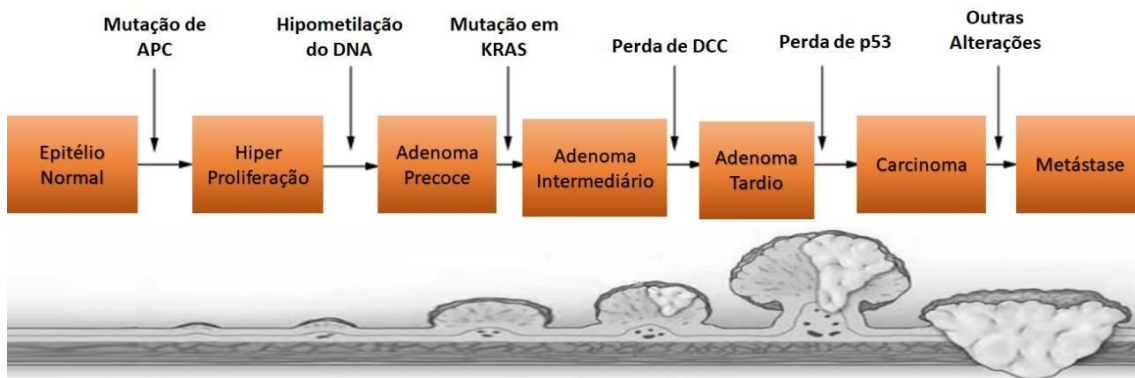 Mutação de
APC
Hipometilação
do DNA
Mutação em
KRAS
Perda de DCC
Perda de p53
Outras
Alterações
Epitélio
Normal
Hiper
Proliferação
Adenoma
Precoce
Adenoma
Intermediário
Adenoma
Tardio
Carcinoma
Metástase